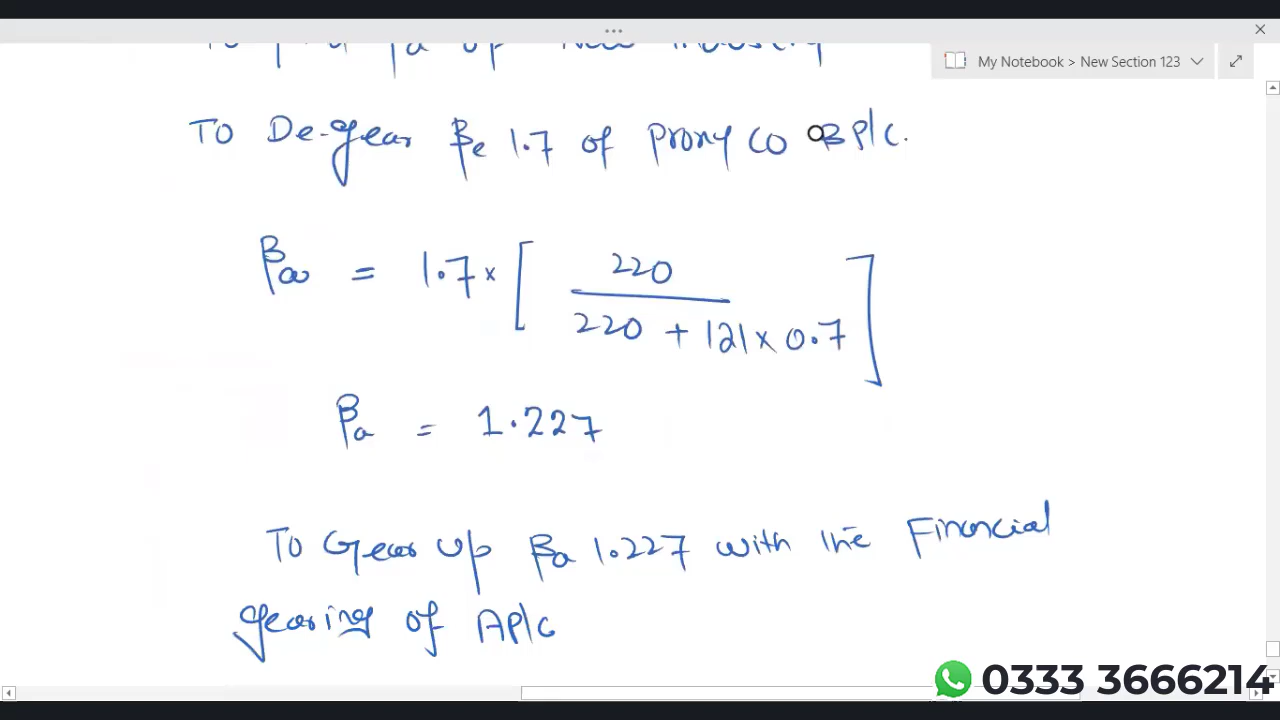 My Notebook > New Section 123
To De-gear βe 1.7 of Proxy Co B Plc.
βa = 1.7 × [ 220
220 + 121 × 0.7 ]
βa = 1.227
To Gear up βa 1.227 with the Financial
gearing of A Plc
0333 3666214